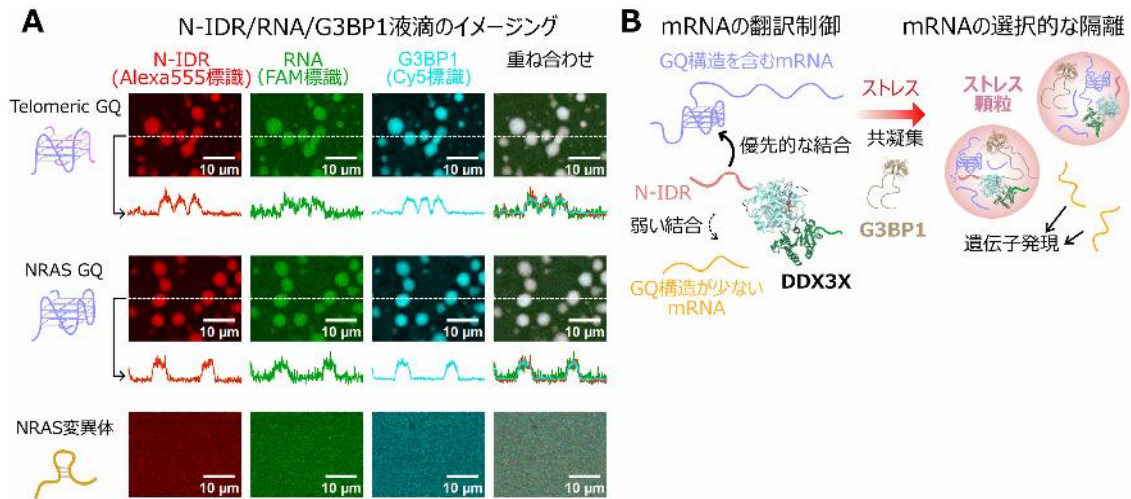 A
N-IDR/RNA/G3BP1液滴のイメージング
N-IDR
(Alexa555標識)
RNA
(FAM標識)
G3BP1
(Cy5標識)
重ね合わせ
Telomeric GQ
10 µm
10 µm
10 µm
10 µm
NRAS GQ
10 µm
10 µm
10 µm
10 µm
NRAS変異体
10 µm
10 µm
10 µm
10 µm
B
mRNAの翻訳制御
mRNAの選択的な隔離
GQ構造を含むmRNA
ストレス
共凝集
ストレス
顆粒
優先的な結合
N-IDR
弱い結合
G3BP1
遺伝子発現
DDX3X
GQ構造が少ない
mRNA